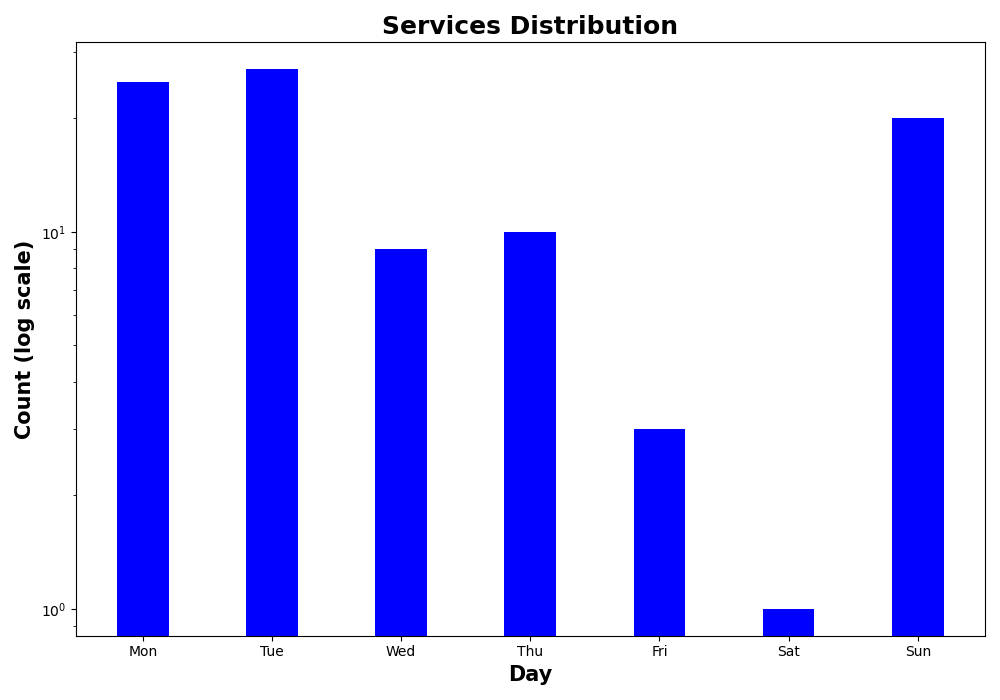 Services Distribution
Count (log scale)
10¹
10⁰
Mon Tue Wed Thu Fri Sat Sun
Day